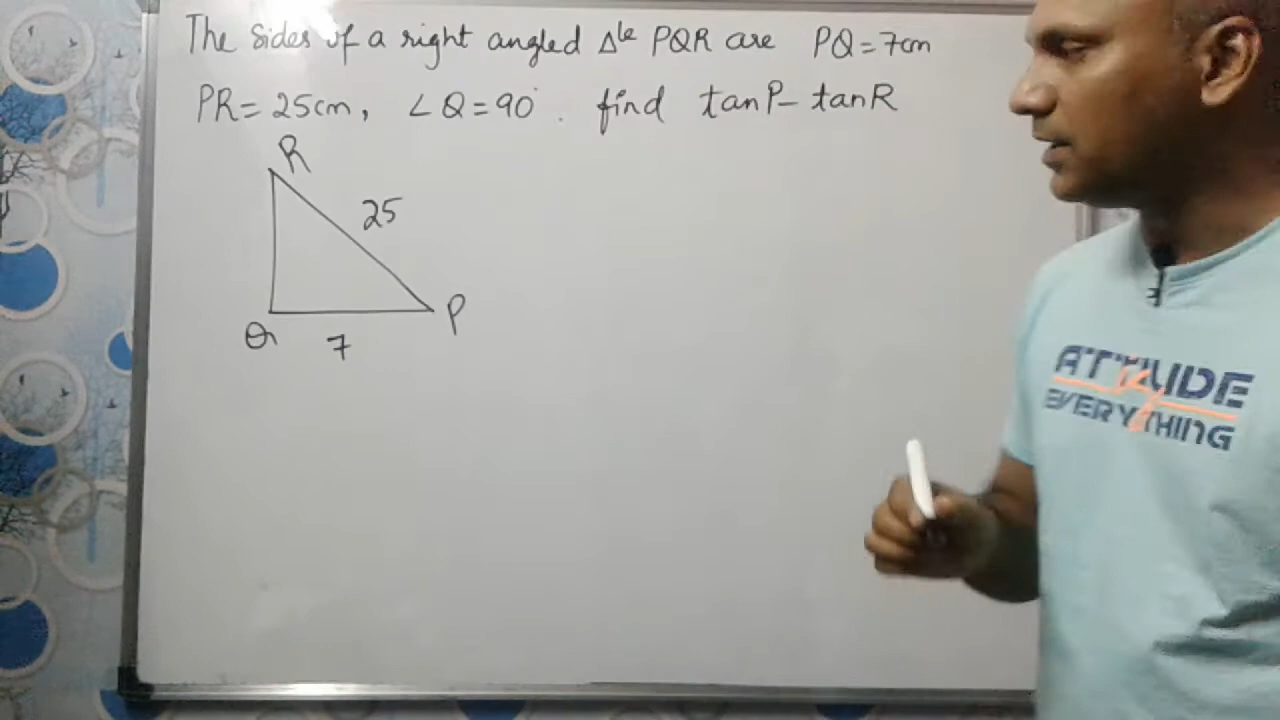 The sides of a right angled Δle PQR are PQ = 7cm
PR = 25cm, ∠Q = 90° . find tanP - tanR
R
25
Q
7
P
ATTITUDE
EVERYTHING